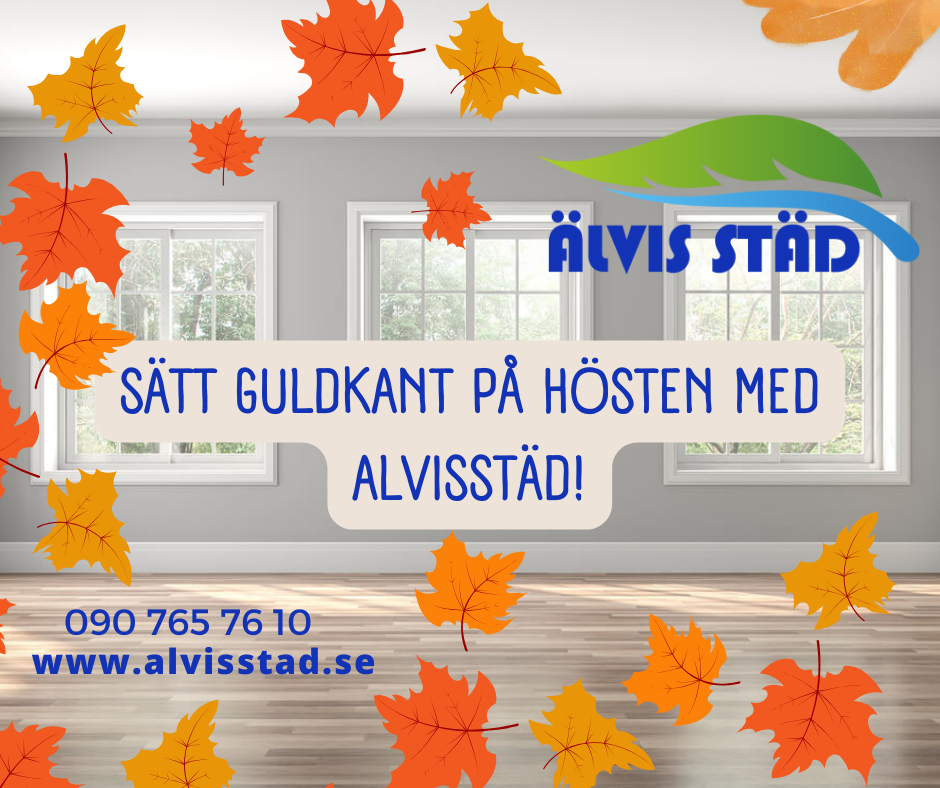 ÄLVIS STÄD
SÄTT GULDKANT PÅ HÖSTEN MED
ALVISSTÄD!
090 765 76 10
www.alvisstad.se